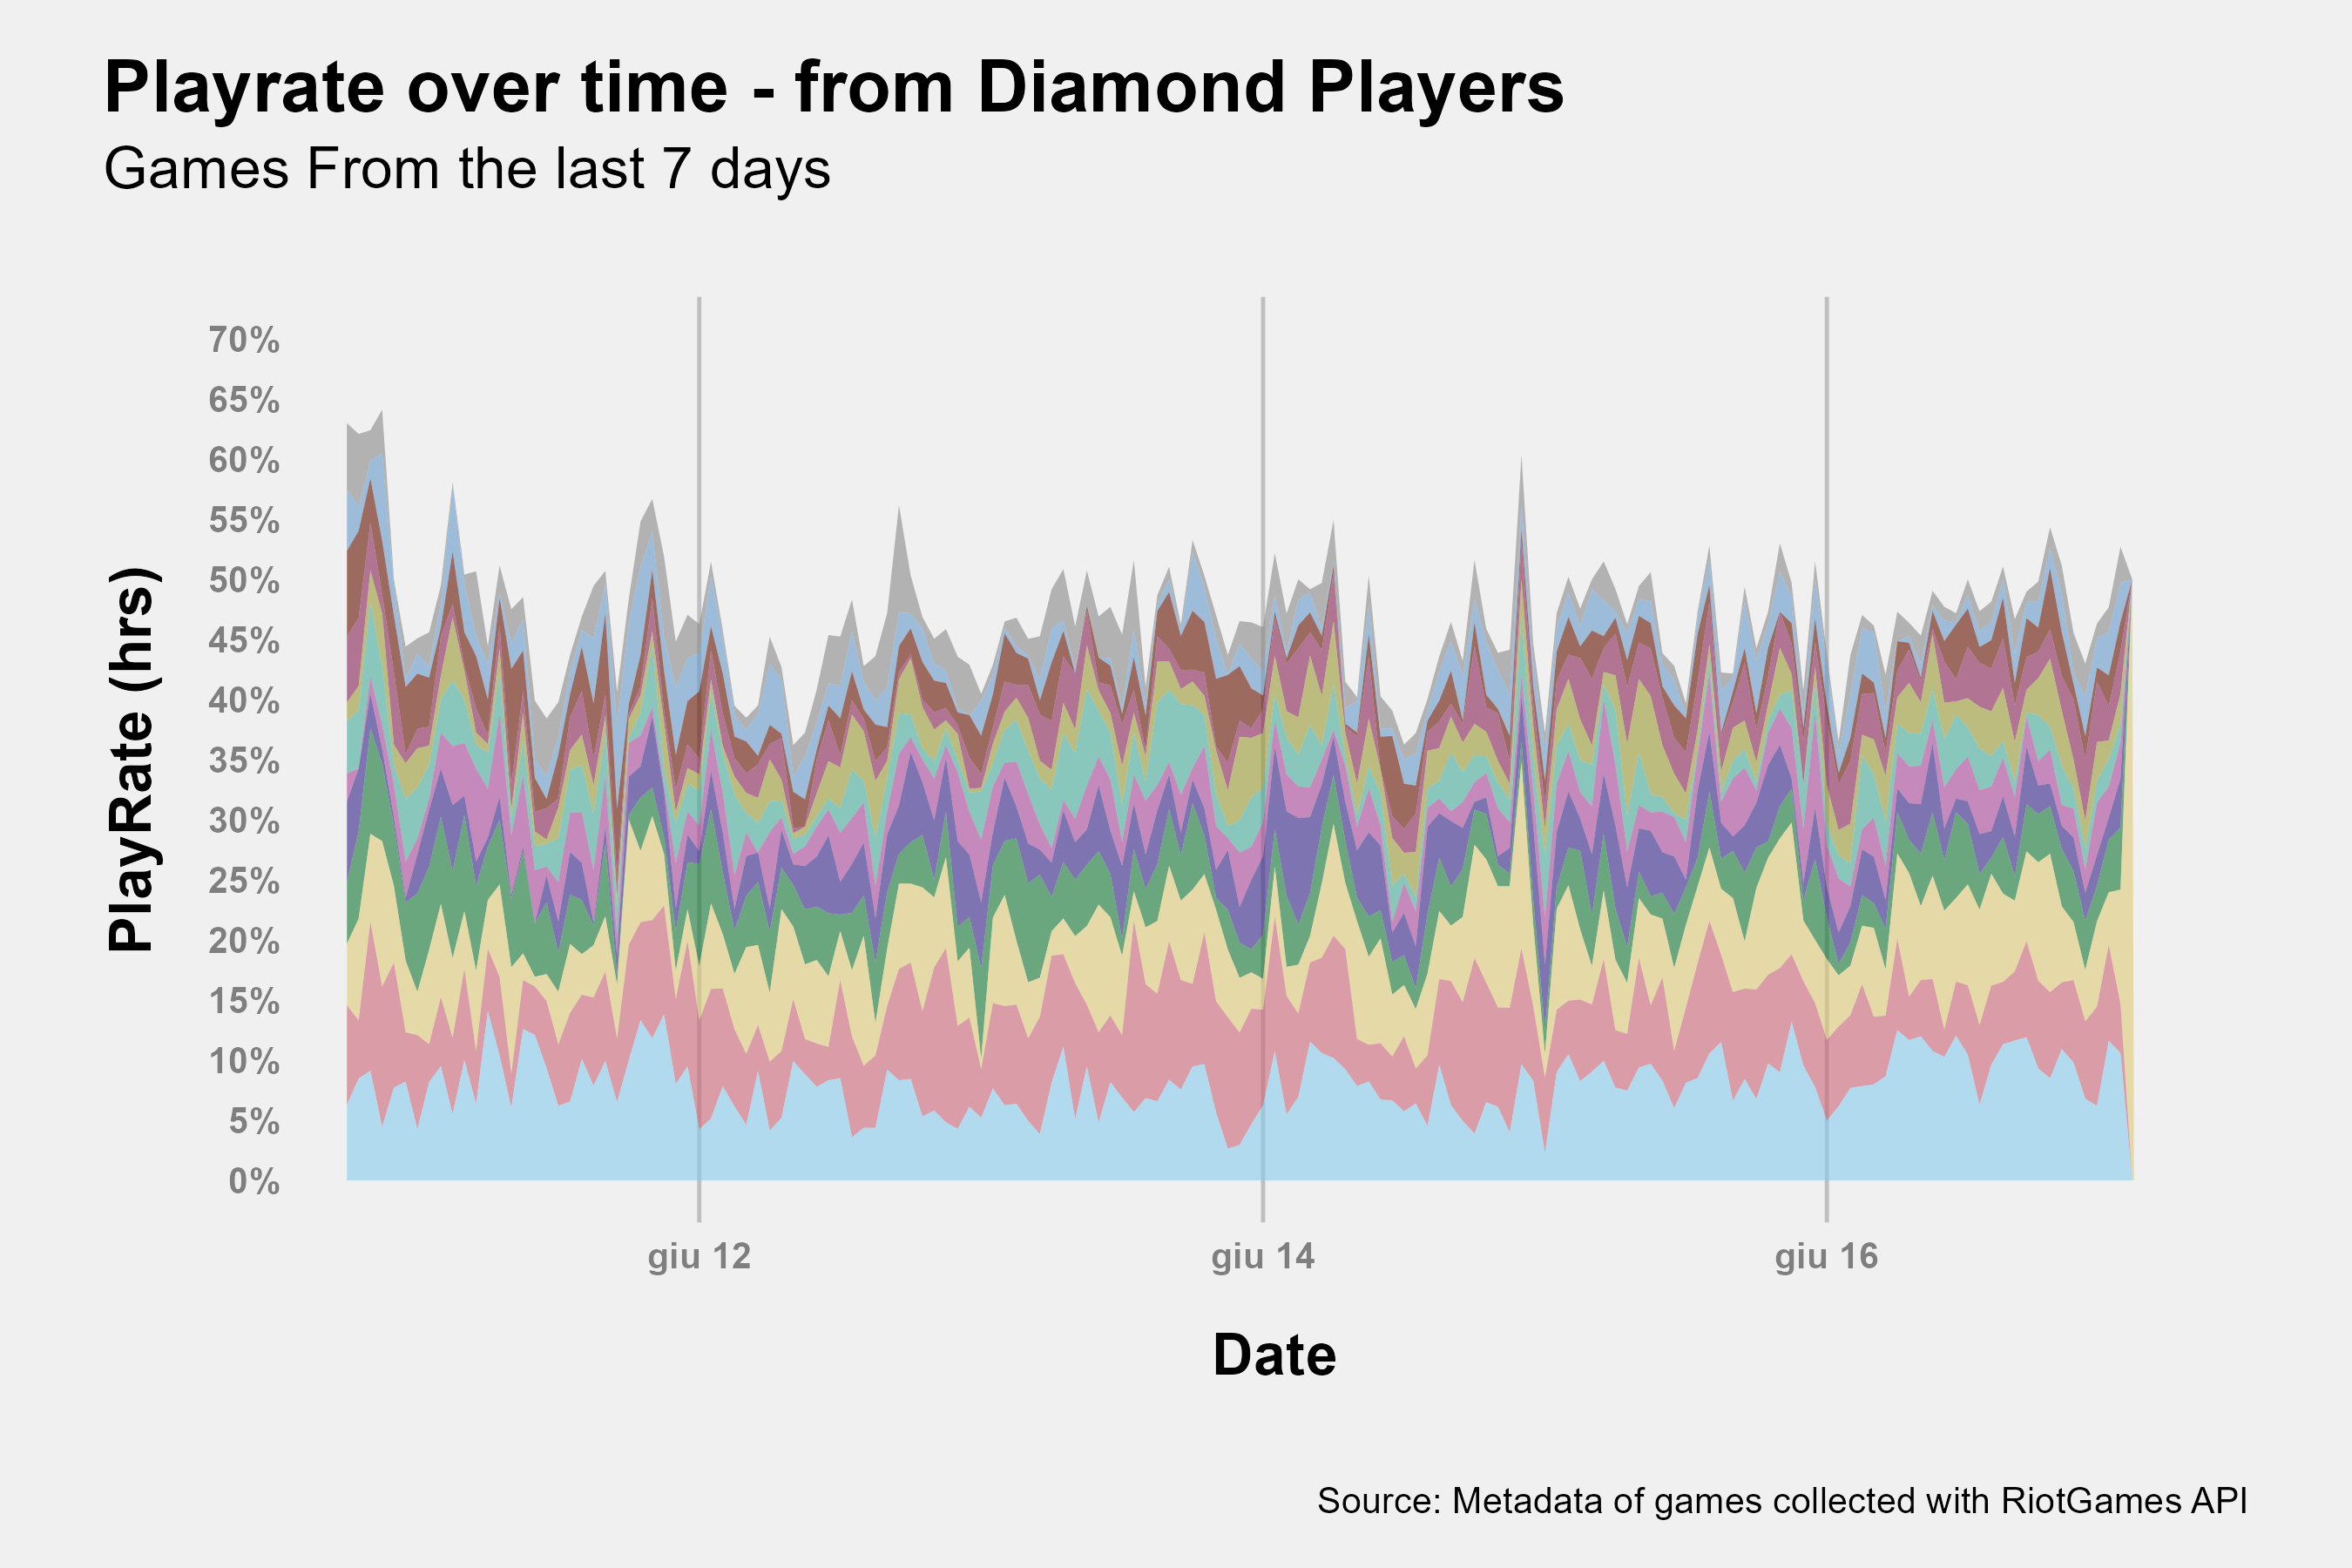 Playrate over time - from Diamond Players
Games From the last 7 days
PlayRate (hrs)
70%
65%
60%
55%
50%
45%
40%
35%
30%
25%
20%
15%
10%
5%
0%
giu 12
giu 14
giu 16
Date
Source: Metadata of games collected with RiotGames API